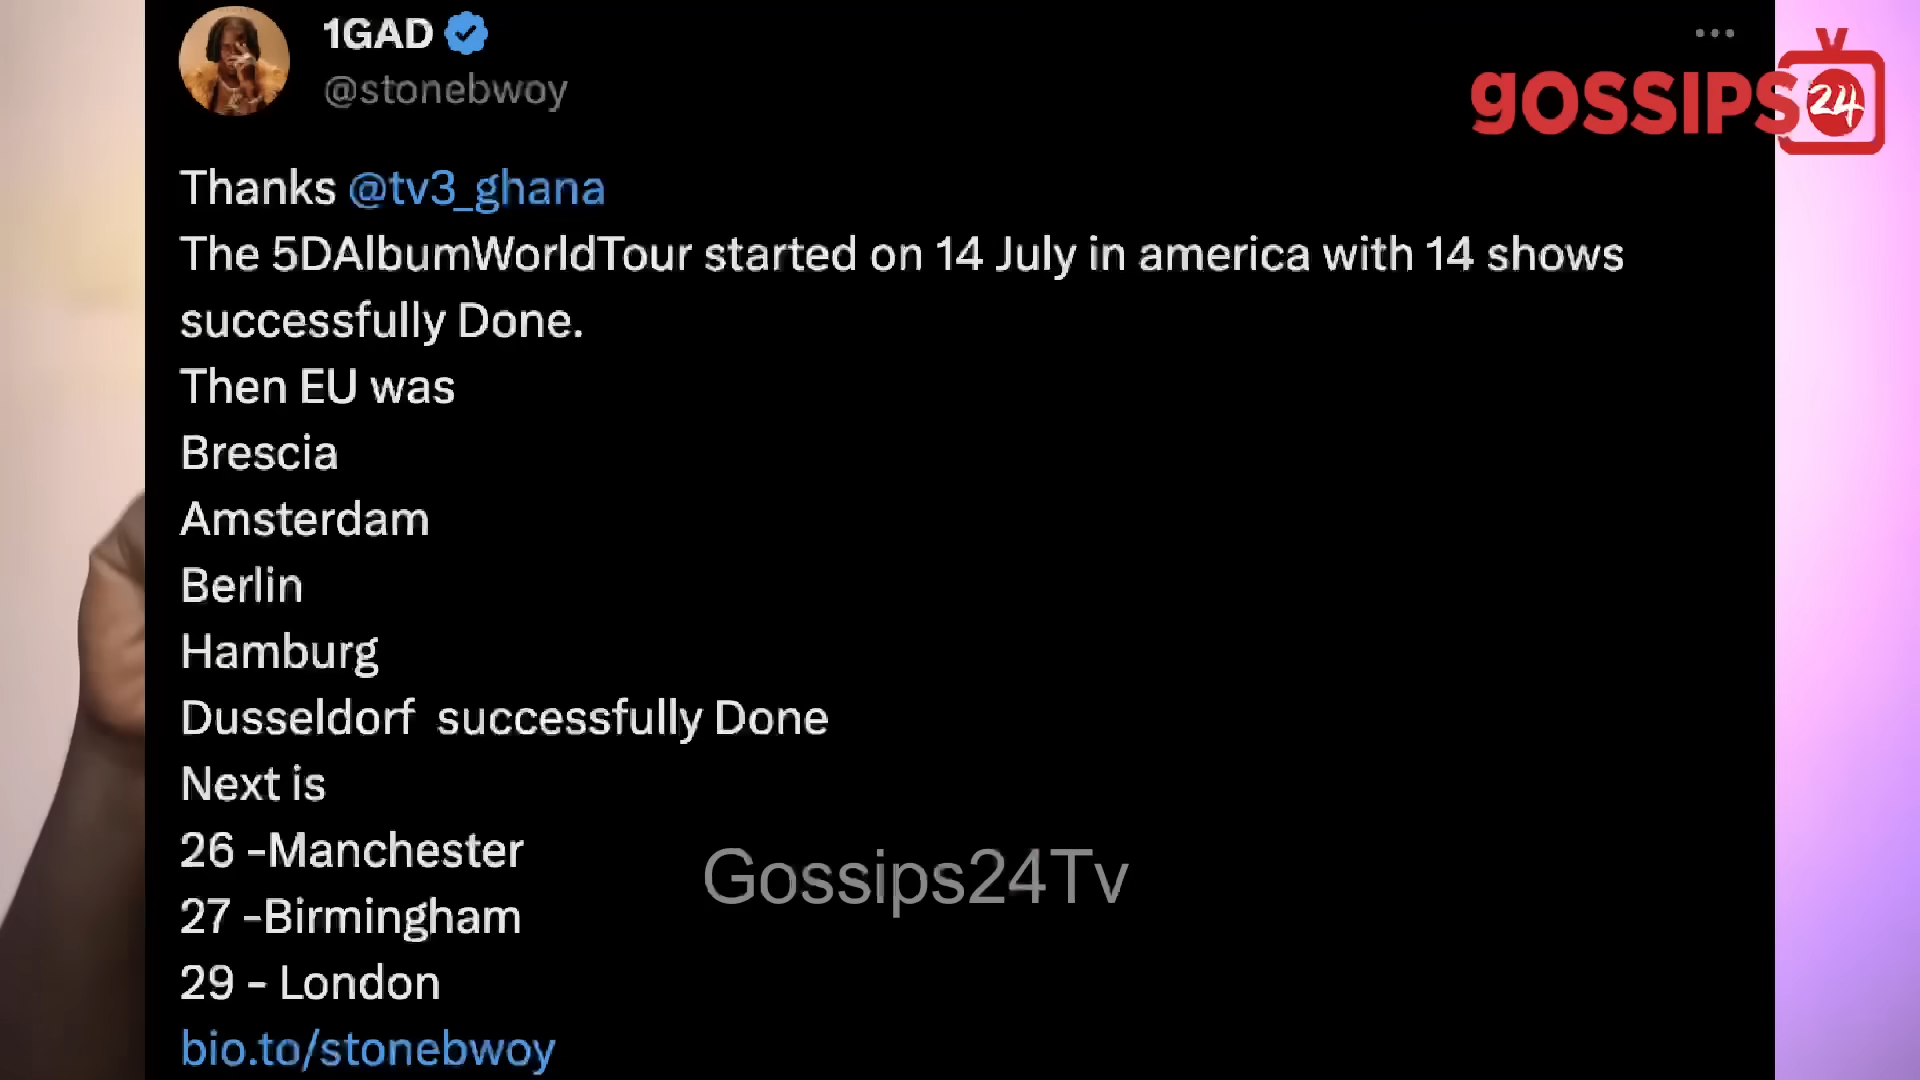 1GAD
@stonebwoy
gOSSIPS24
Thanks @tv3_ghana
The 5DAlbumWorldTour started on 14 July in america with 14 shows
successfully Done.
Then EU was
Brescia
Amsterdam
Berlin
Hamburg
Dusseldorf  successfully Done
Next is
26 -Manchester
Gossips24Tv
27 -Birmingham
29 - London
bio.to/stonebwoy